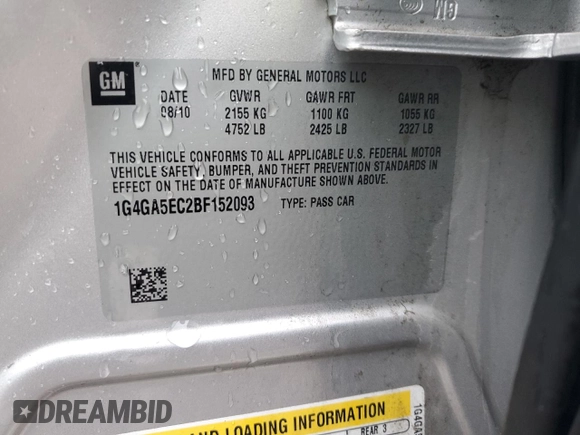 GM
GM
MFD BY GENERAL MOTORS LLC
DATE GVWR GAWR FRT GAWR RR
08/10 2155 KG 1100 KG 1055 KG
4752 LB 2425 LB 2327 LB
THIS VEHICLE CONFORMS TO ALL APPLICABLE U.S. FEDERAL MOTOR
VEHICLE SAFETY, BUMPER, AND THEFT PREVENTION STANDARDS IN
EFFECT ON THE DATE OF MANUFACTURE SHOWN ABOVE.
1G4GA5EC2BF152093 TYPE: PASS CAR
AND LOADING INFORMATION
REAR 3
1G4GA
DREAMBID